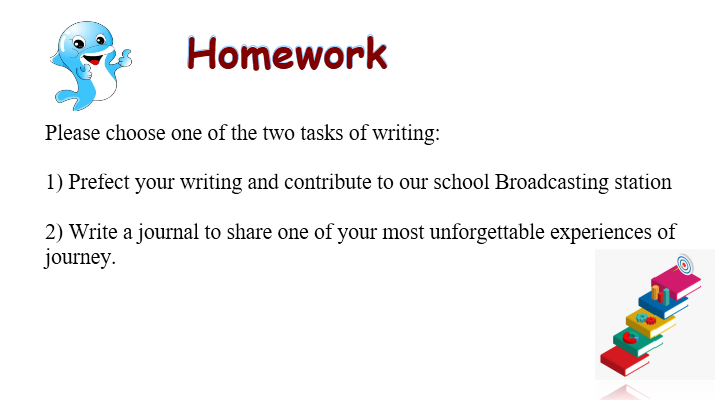 Homework
Please choose one of the two tasks of writing:
1) Prefect your writing and contribute to our school Broadcasting station
2) Write a journal to share one of your most unforgettable experiences of
journey.